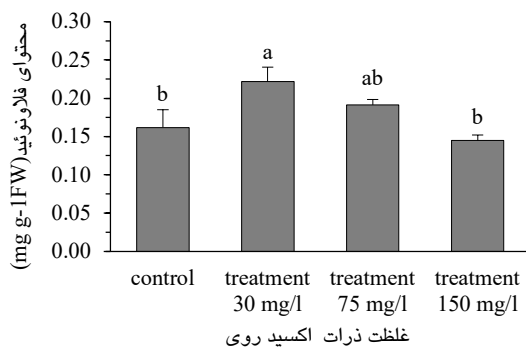 محتوای فلاونوئید(mg g-1FW)
0.30
0.25
0.20
0.15
0.10
0.05
0.00
b
a
ab
b
control
treatment 30 mg/l
treatment 75 mg/l
treatment 150 mg/l
غلظت ذرات اکسید روی